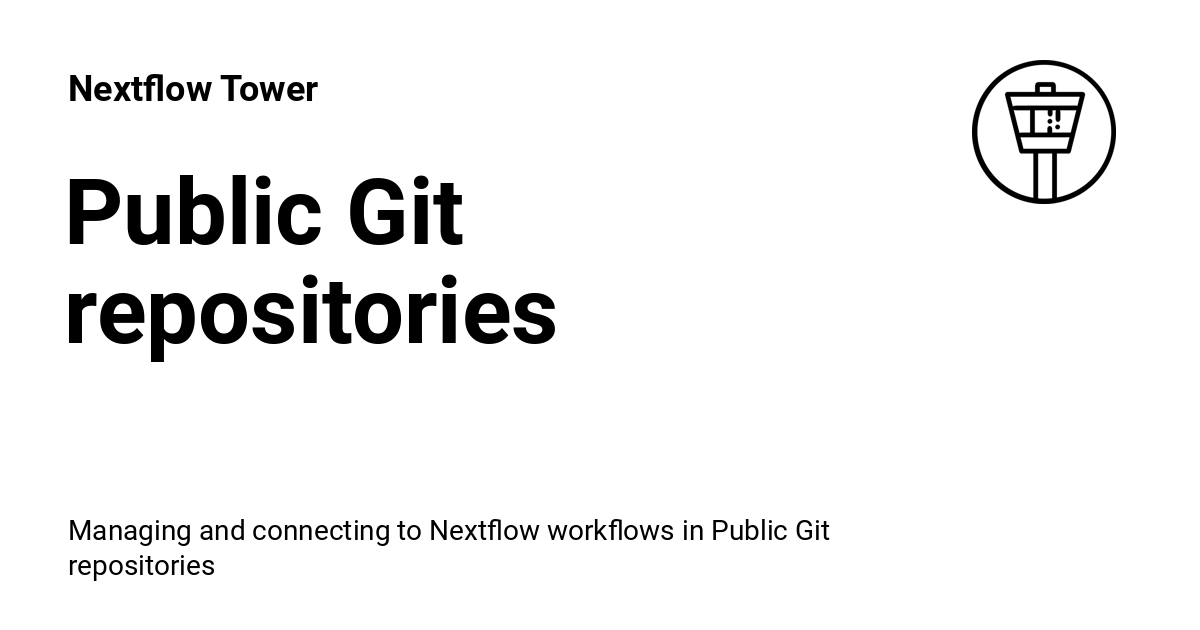 Nextflow Tower
Public Git
repositories
Managing and connecting to Nextflow workflows in Public Git
repositories